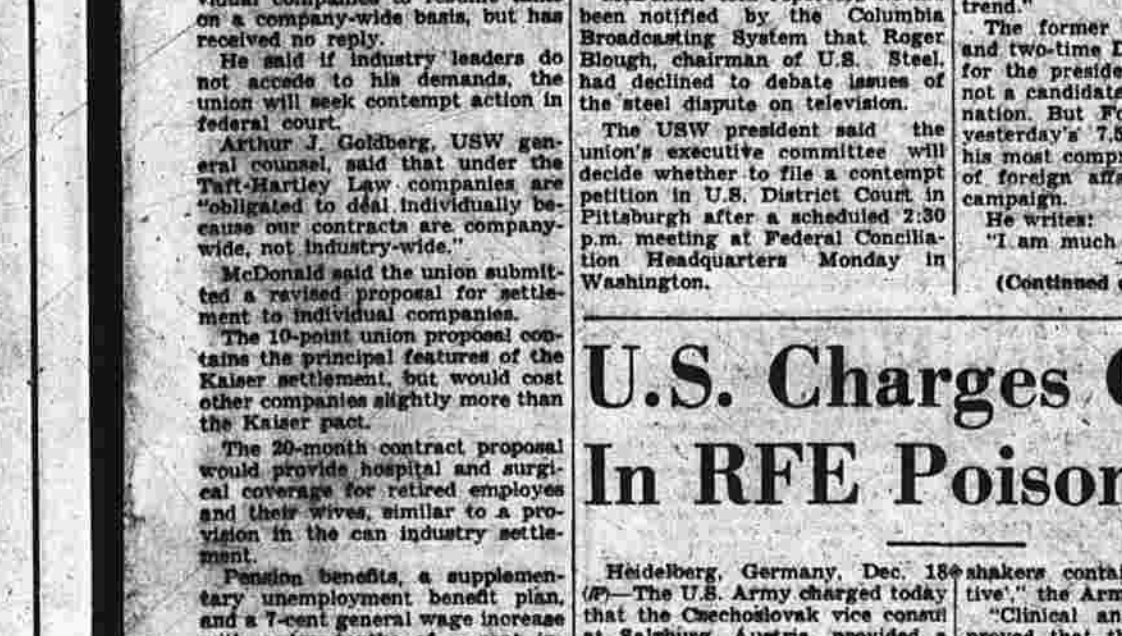 on a company-wide basis, but has
received no reply.
He said if industry leaders do
not accede to his demands, the
union will seek contempt action in
federal court.
Arthur J. Goldberg, USW gen-
eral counsel, said that under the
Taft-Hartley Law companies are
"obligated to deal individually be-
cause our contracts are company-
wide, not industry-wide."
McDonald said the union submit-
ted a revised proposal for settle-
ment to individual companies.
The 10-point union proposal con-
tains the principal features of the
Kaiser settlement, but would cost
other companies slightly more than
the Kaiser pact.
The 20-month contract proposal
would provide hospital and surgi-
cal coverage for retired employes
and their wives, similar to a pro-
vision in the can industry settle-
ment.
Pension benefits, a supplemen-
tary unemployment benefit plan,
and a 7-cent general wage increase
been notified by the Columbia
Broadcasting System that Roger
Blough, chairman of U.S. Steel,
had declined to debate issues of
the steel dispute on television.
The USW president said the
union's executive committee will
decide whether to file a contempt
petition in U.S. District Court in
Pittsburgh after a scheduled 2:30
p.m. meeting at Federal Concilia-
tion Headquarters Monday in
Washington.
trend."
The former
and two-time D
for the preside
not a candidate
nation. But Fo
yesterday's 7,5
his most compr
of foreign affa
campaign.
He writes:
"I am much
(Continued
U.S. Charges
In RFE Poison
Heidelberg, Germany, Dec. 18
(AP)—The U.S. Army charged today
that the Czechoslovak vice consul
at Salzburg, Austria, provided
shakers contai
tive'," the Arm
"Clinical an